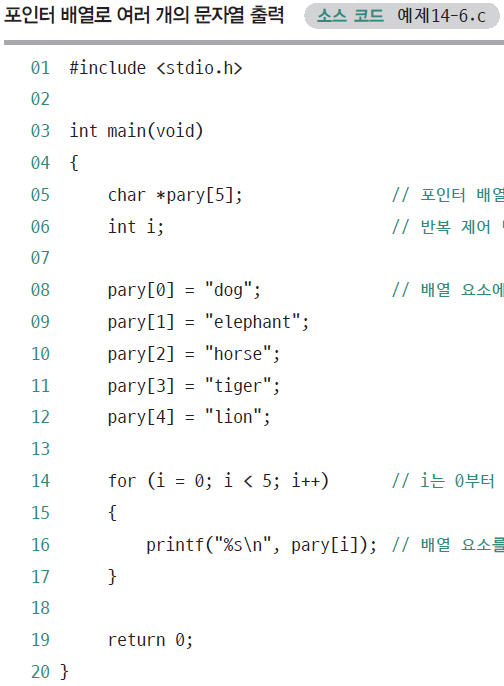 포인터 배열로 여러 개의 문자열 출력 소스 코드 예제14-6.c
01 #include <stdio.h>
02
03 int main(void)
04 {
05 char *pary[5]; // 포인터 배열
06 int i; // 반복 제어
07
08 pary[0] = "dog"; // 배열 요소에
09 pary[1] = "elephant";
10 pary[2] = "horse";
11 pary[3] = "tiger";
12 pary[4] = "lion";
13
14 for (i = 0; i < 5; i++) // i는 0부터
15 {
16 printf("%s\n", pary[i]); // 배열 요소를
17 }
18
19 return 0;
20 }